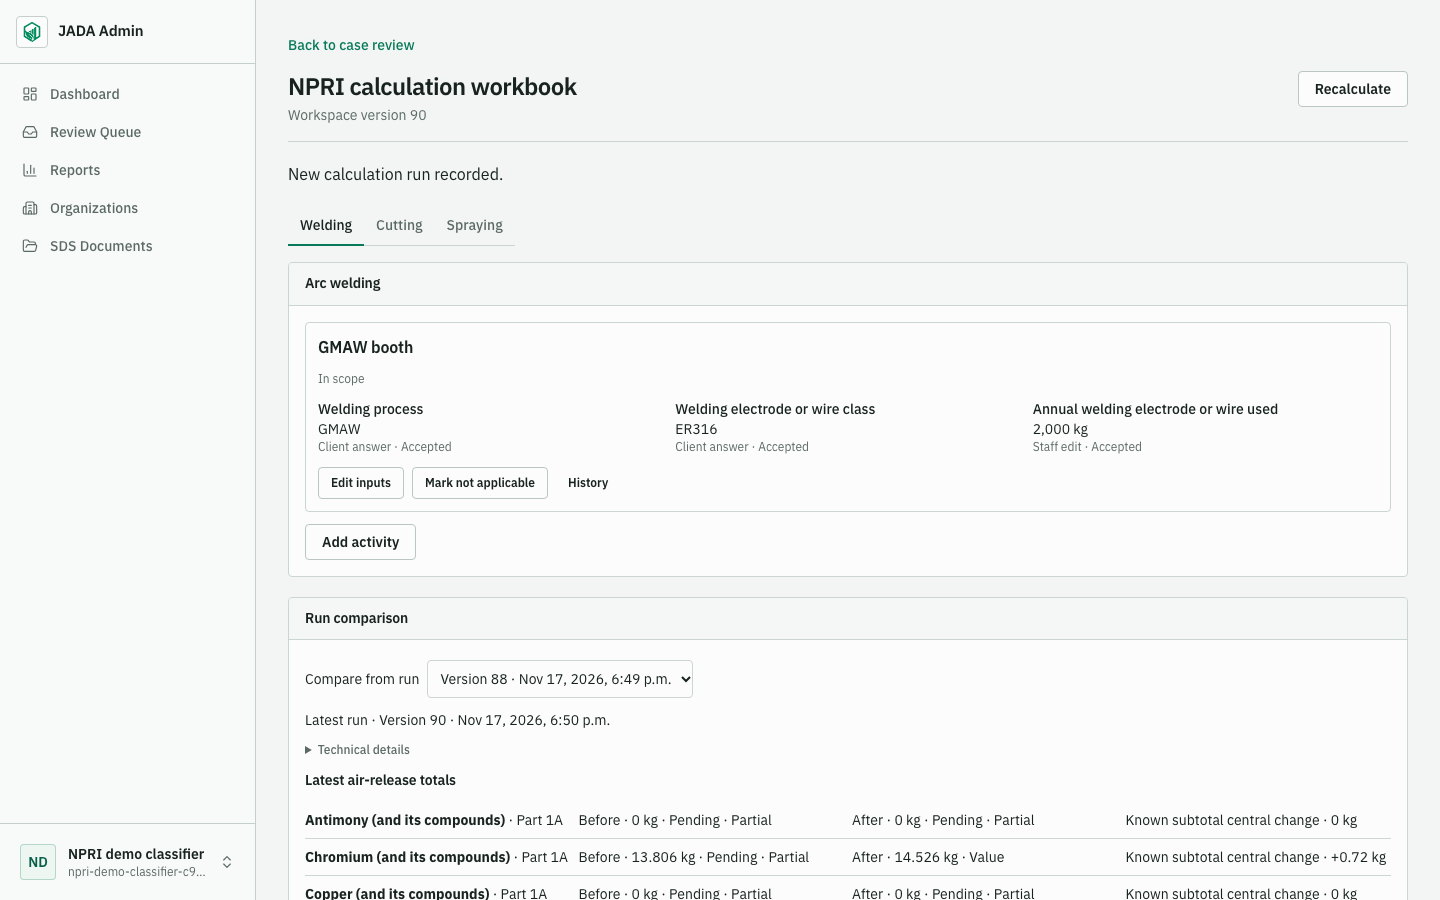 JADA Admin
Dashboard
Review Queue
Reports
Organizations
SDS Documents
ND
NPRI demo classifier
npri-demo-classifier-c9...
Back to case review
NPRI calculation workbook
Workspace version 90
Recalculate
New calculation run recorded.
Welding Cutting Spraying
Arc welding
GMAW booth
In scope
Welding process Welding electrode or wire class Annual welding electrode or wire used
GMAW ER316 2,000 kg
Client answer · Accepted Client answer · Accepted Staff edit · Accepted
Edit inputs Mark not applicable History
Add activity
Run comparison
Compare from run Version 88 · Nov 17, 2026, 6:49 p.m.
Latest run · Version 90 · Nov 17, 2026, 6:50 p.m.
Technical details
Latest air-release totals
Antimony (and its compounds) · Part 1A Before · 0 kg · Pending · Partial After · 0 kg · Pending · Partial Known subtotal central change · 0 kg
Chromium (and its compounds) · Part 1A Before · 13.806 kg · Pending · Partial After · 14.526 kg · Value Known subtotal central change · +0.72 kg
Copper (and its compounds) · Part 1A Before · 0 kg · Pending · Partial After · 0 kg · Pending · Partial Known subtotal central change · 0 kg